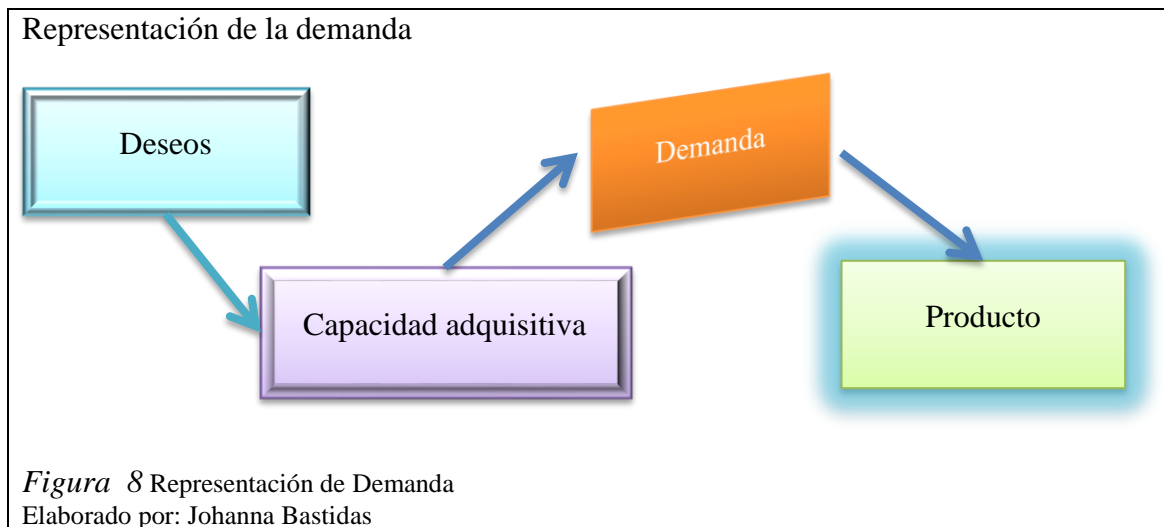 Representación de la demanda
Deseos
Demanda
Capacidad adquisitiva
Producto
Figura 8 Representación de Demanda
Elaborado por: Johanna Bastidas